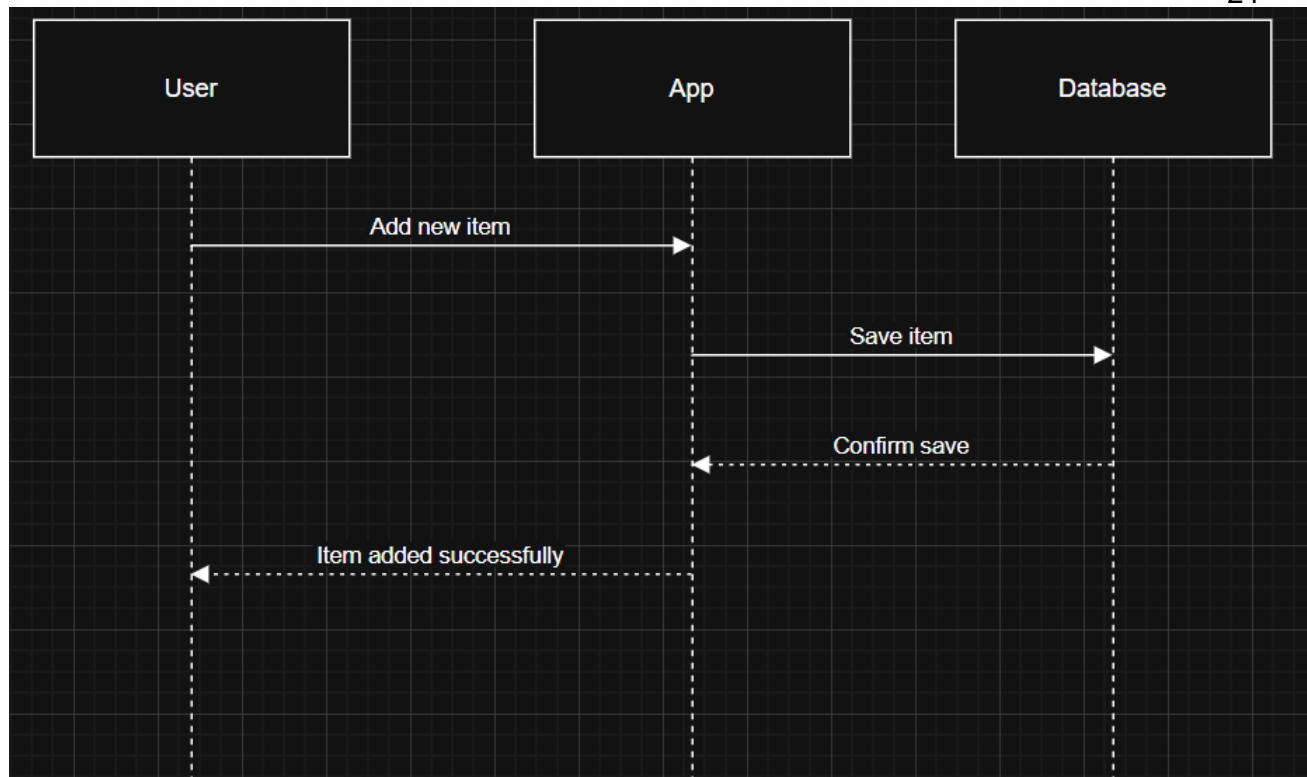 User
App
Database
Add new item
Save item
Confirm save
Item added successfully